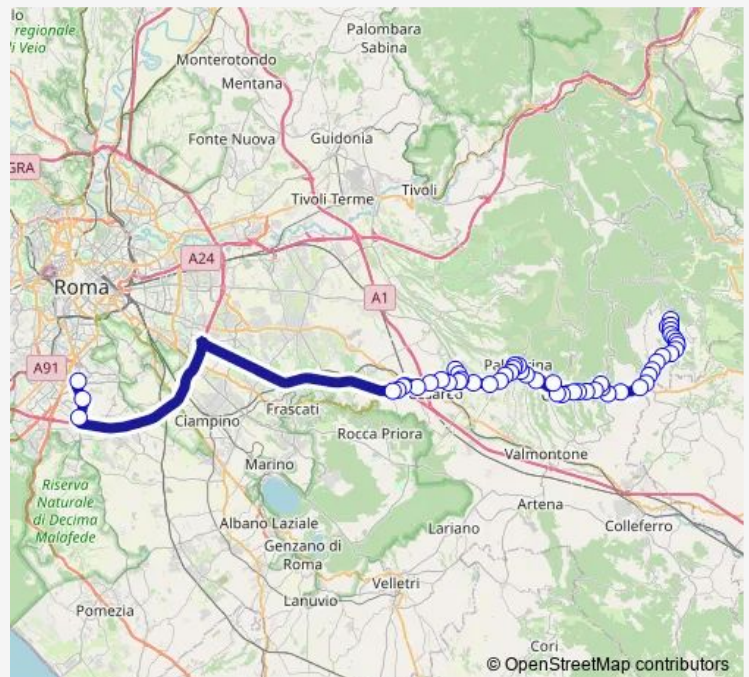 lo
regionale
di Veio
Palombara
Sabina
Monterotondo
Mentana
Fonte Nuova
Guidonia
GRA
Tivoli Terme
Tivoli
A24
Roma
A1
A91
Frascati
Ciampino
Rocca Priora
Valmontone
Marino
Riserva
Naturale
di Decima
Malafede
Artena
Albano Laziale
Colleferro
Lariano
Genzano di
Roma
Velletri
Lanuvio
Pomezia
Cori
© OpenStreetMap contributors